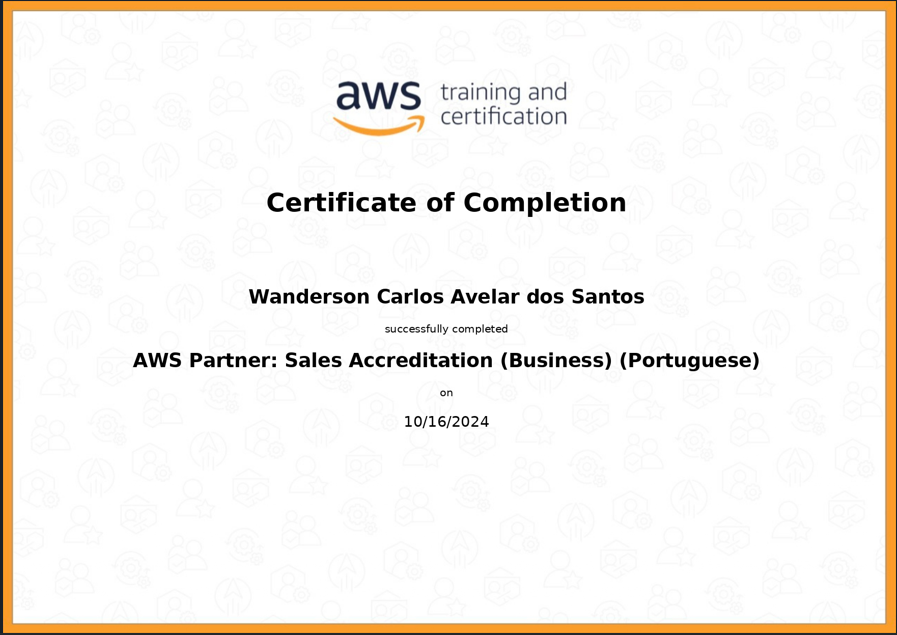 aws training and
certification
Certificate of Completion
Wanderson Carlos Avelar dos Santos
successfully completed
AWS Partner: Sales Accreditation (Business) (Portuguese)
on
10/16/2024